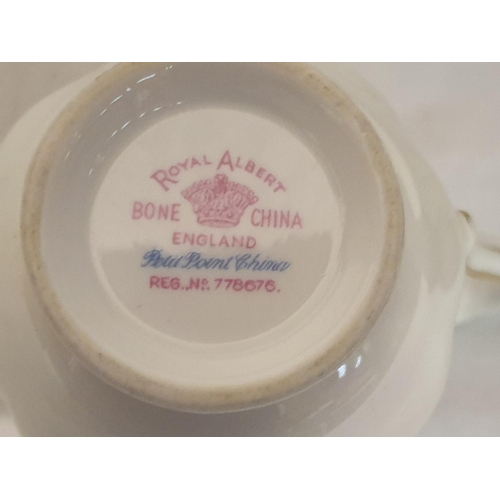 ROYAL ALBERT
BONE CHINA
ENGLAND
Petit Point China
REG. No. 778676.